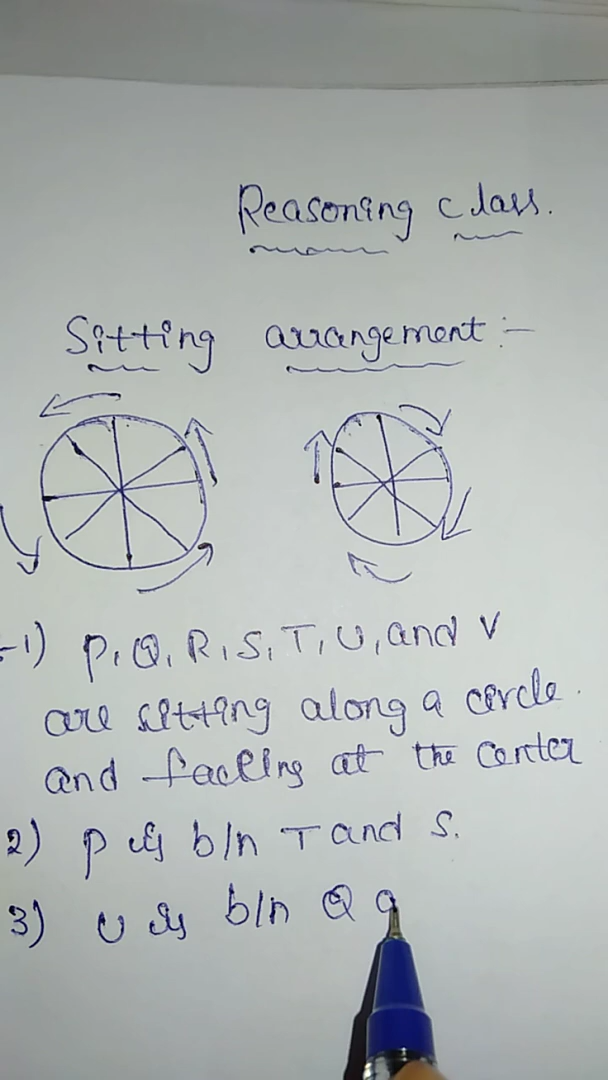 Reasoning class.
Sitting arrangement :-
1) P, Q, R, S, T, U, and V
are sitting along a circle.
and facing at the center
2) P is b/n T and S.
3) U is b/n Q a